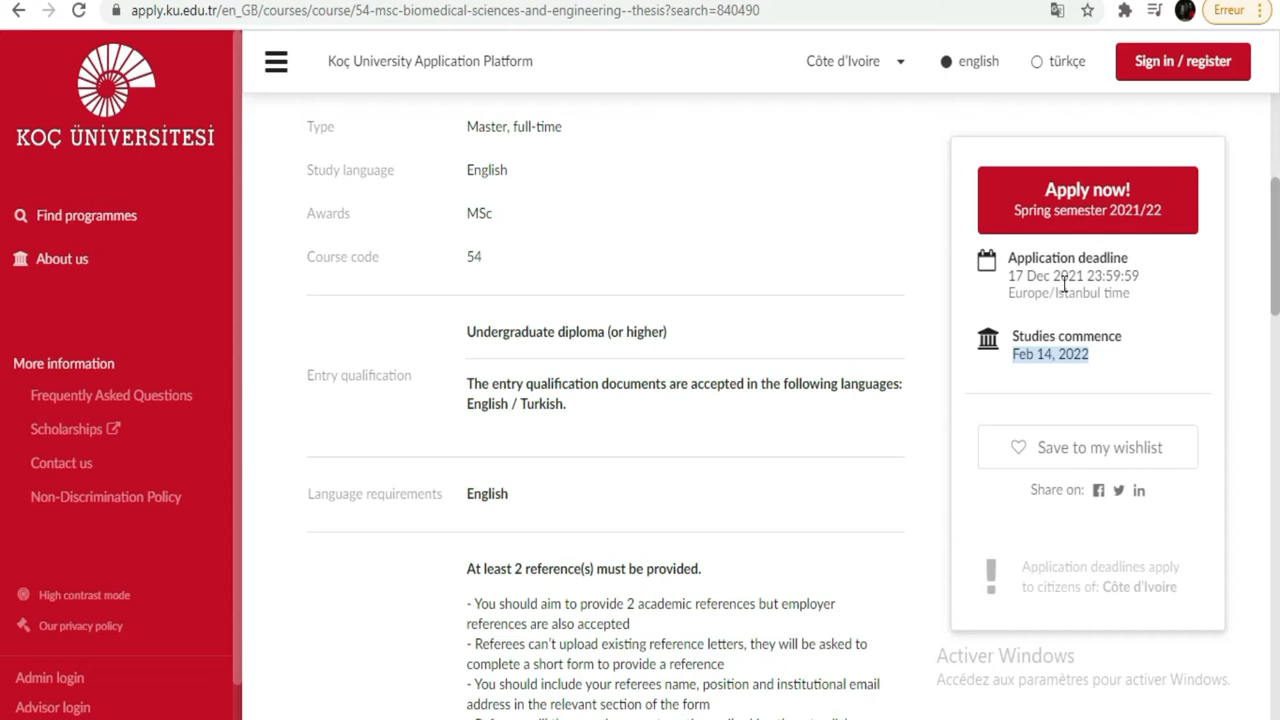 apply.ku.edu.tr/en_GB/courses/course/54-msc-biomedical-sciences-and-engineering--thesis?search=840490
Erreur
KOÇ ÜNİVERSİTESİ
Find programmes
About us
More information
Frequently Asked Questions
Scholarships
Contact us
Non-Discrimination Policy
High contrast mode
Our privacy policy
Admin login
Advisor login
Koç University Application Platform
Côte d'Ivoire
english
türkçe
Sign in / register
Type
Master, full-time
Study language
English
Awards
MSc
Course code
54
Entry qualification
Undergraduate diploma (or higher)
The entry qualification documents are accepted in the following languages:
English / Turkish.
Language requirements
English
At least 2 reference(s) must be provided.
- You should aim to provide 2 academic references but employer
references are also accepted
- Referees can't upload existing reference letters, they will be asked to
complete a short form to provide a reference
- You should include your referees name, position and institutional email
address in the relevant section of the form
Apply now!
Spring semester 2021/22
Application deadline
17 Dec 2021 23:59:59
Europe/Istanbul time
Studies commence
Feb 14, 2022
Save to my wishlist
Share on:
Application deadlines apply
to citizens of: Côte d'Ivoire
Activer Windows
Accédez aux paramètres pour activer Windows.